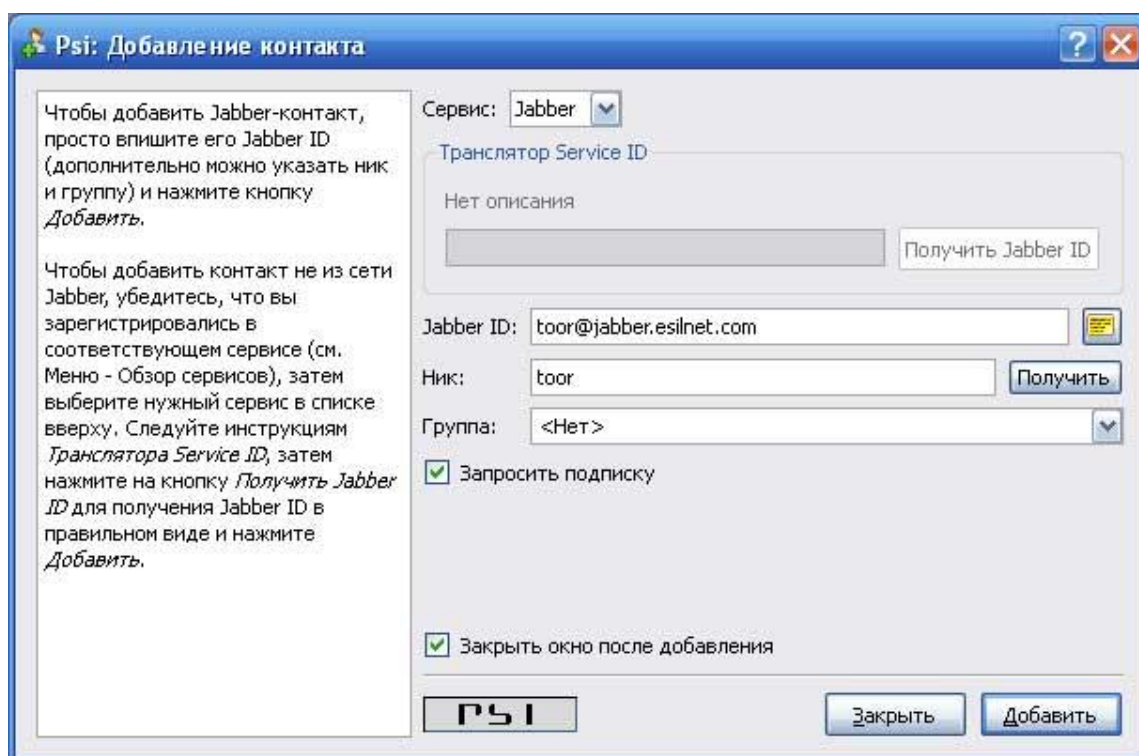 Psi: Добавление контакта
Чтобы добавить Jabber-контакт,
просто впишите его Jabber ID
(дополнительно можно указать ник
и группу) и нажмите кнопку
Добавить.
Чтобы добавить контакт не из сети
Jabber, убедитесь, что вы
зарегистрировались в
соответствующем сервисе (см.
Меню - Обзор сервисов), затем
выберите нужный сервис в списке
вверху. Следуйте инструкциям
Транслятора Service ID, затем
нажмите на кнопку Получить Jabber
ID для получения Jabber ID в
правильном виде и нажмите
Добавить.
Сервис: Jabber
Транслятор Service ID
Нет описания
Получить Jabber ID
Jabber ID: toor@jabber.esilnet.com
Ник: toor Получить
Группа: <Нет>
Запросить подписку
Закрыть окно после добавления
PSI Закрыть Добавить